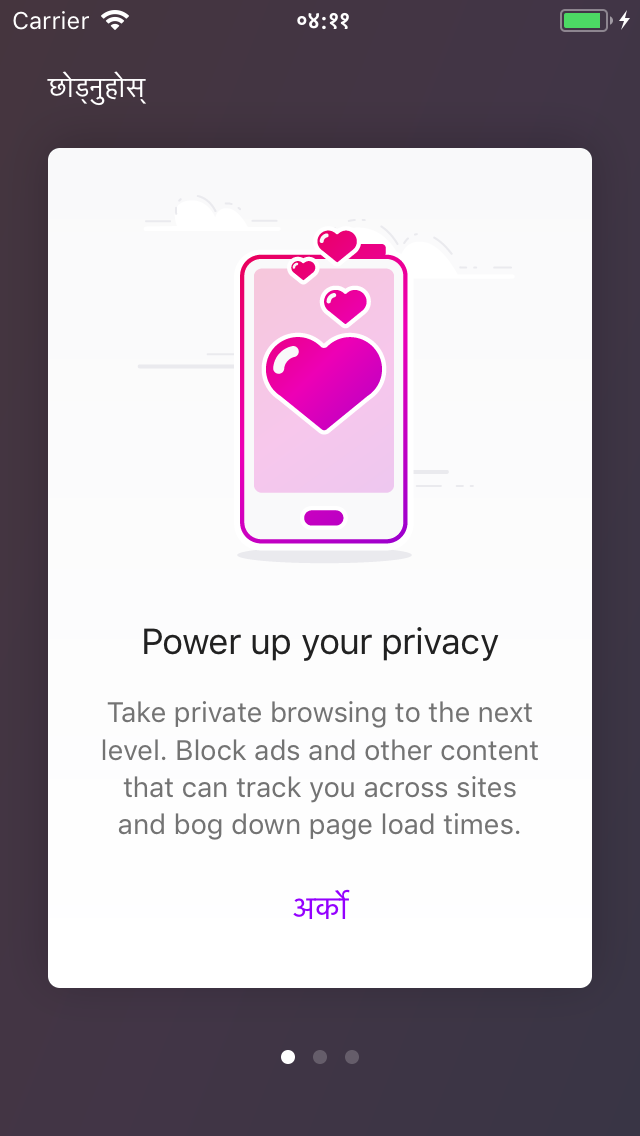 Carrier
०४:११
छोड्नुहोस्
Power up your privacy
Take private browsing to the next
level. Block ads and other content
that can track you across sites
and bog down page load times.
अर्को